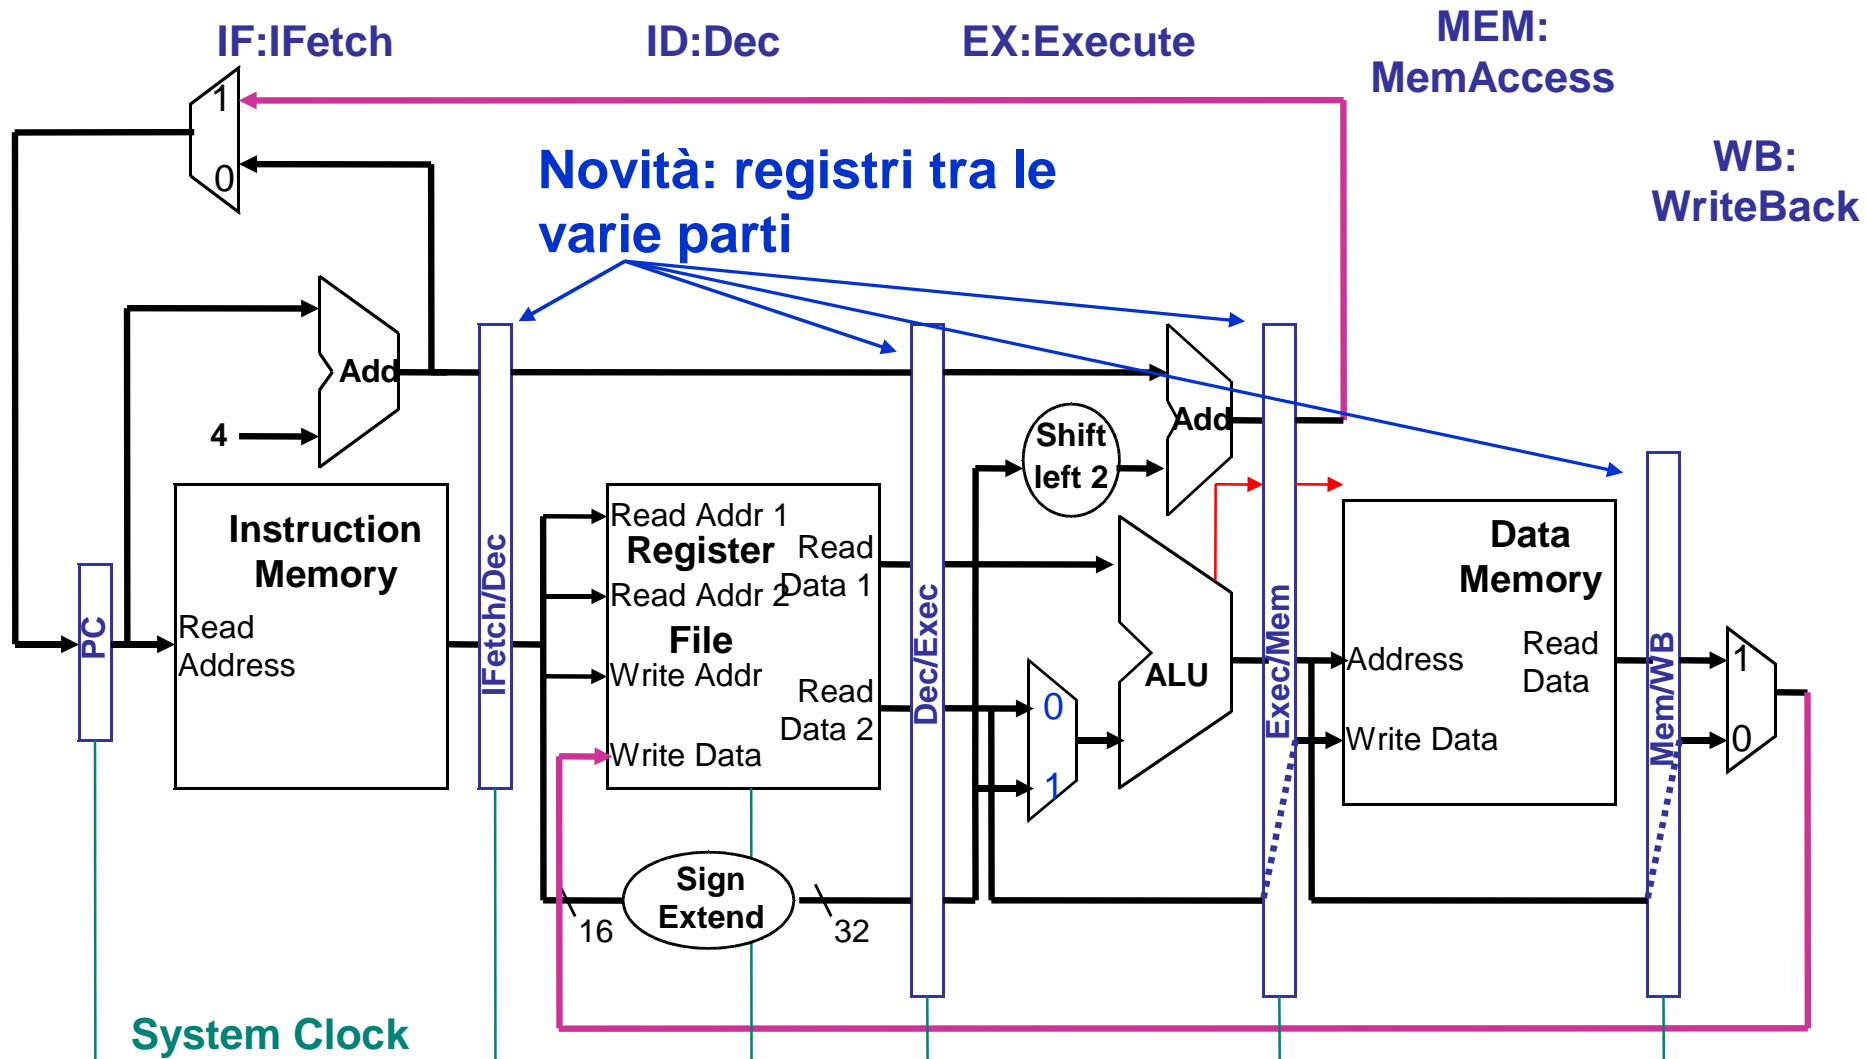 IF:IFetch
ID:Dec
EX:Execute
MEM:
MemAccess
WB:
WriteBack
1
0
Novità: registri tra le
varie parti
Add
4
Add
Shift
left 2
PC
Instruction
Memory
Read
Address
IFetch/Dec
Read Addr 1
Register
Read Addr 2
File
Write Addr
Write Data
Read
Data 1
Read
Data 2
Dec/Exec
0
1
ALU
Exec/Mem
Data
Memory
Address
Write Data
Read
Data
Mem/WB
1
0
Sign
Extend
16
32
System Clock